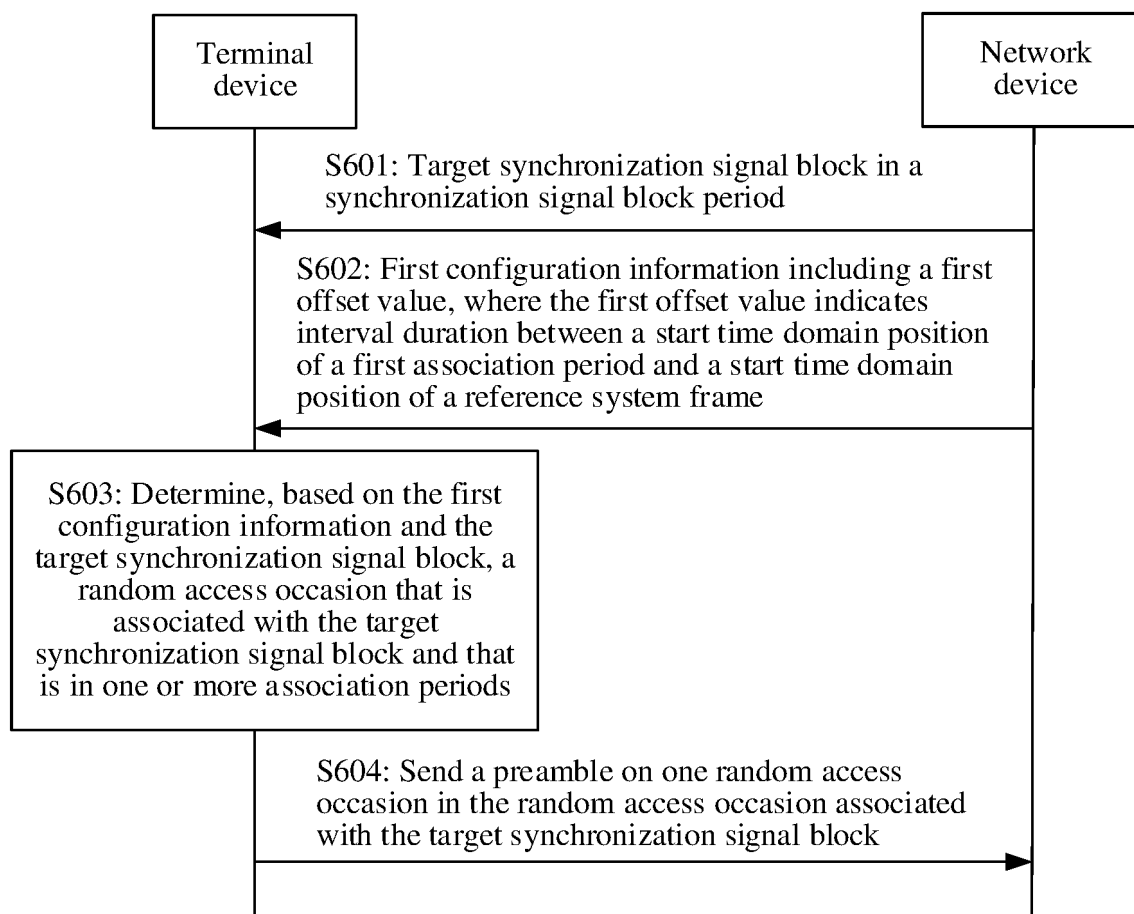 Terminal
device
Network
device
S601: Target synchronization signal block in a
synchronization signal block period
S602: First configuration information including a first
offset value, where the first offset value indicates
interval duration between a start time domain position
of a first association period and a start time domain
position of a reference system frame
S603: Determine, based on the first
configuration information and the
target synchronization signal block, a
random access occasion that is
associated with the target
synchronization signal block and that
is in one or more association periods
S604: Send a preamble on one random access
occasion in the random access occasion associated
with the target synchronization signal block